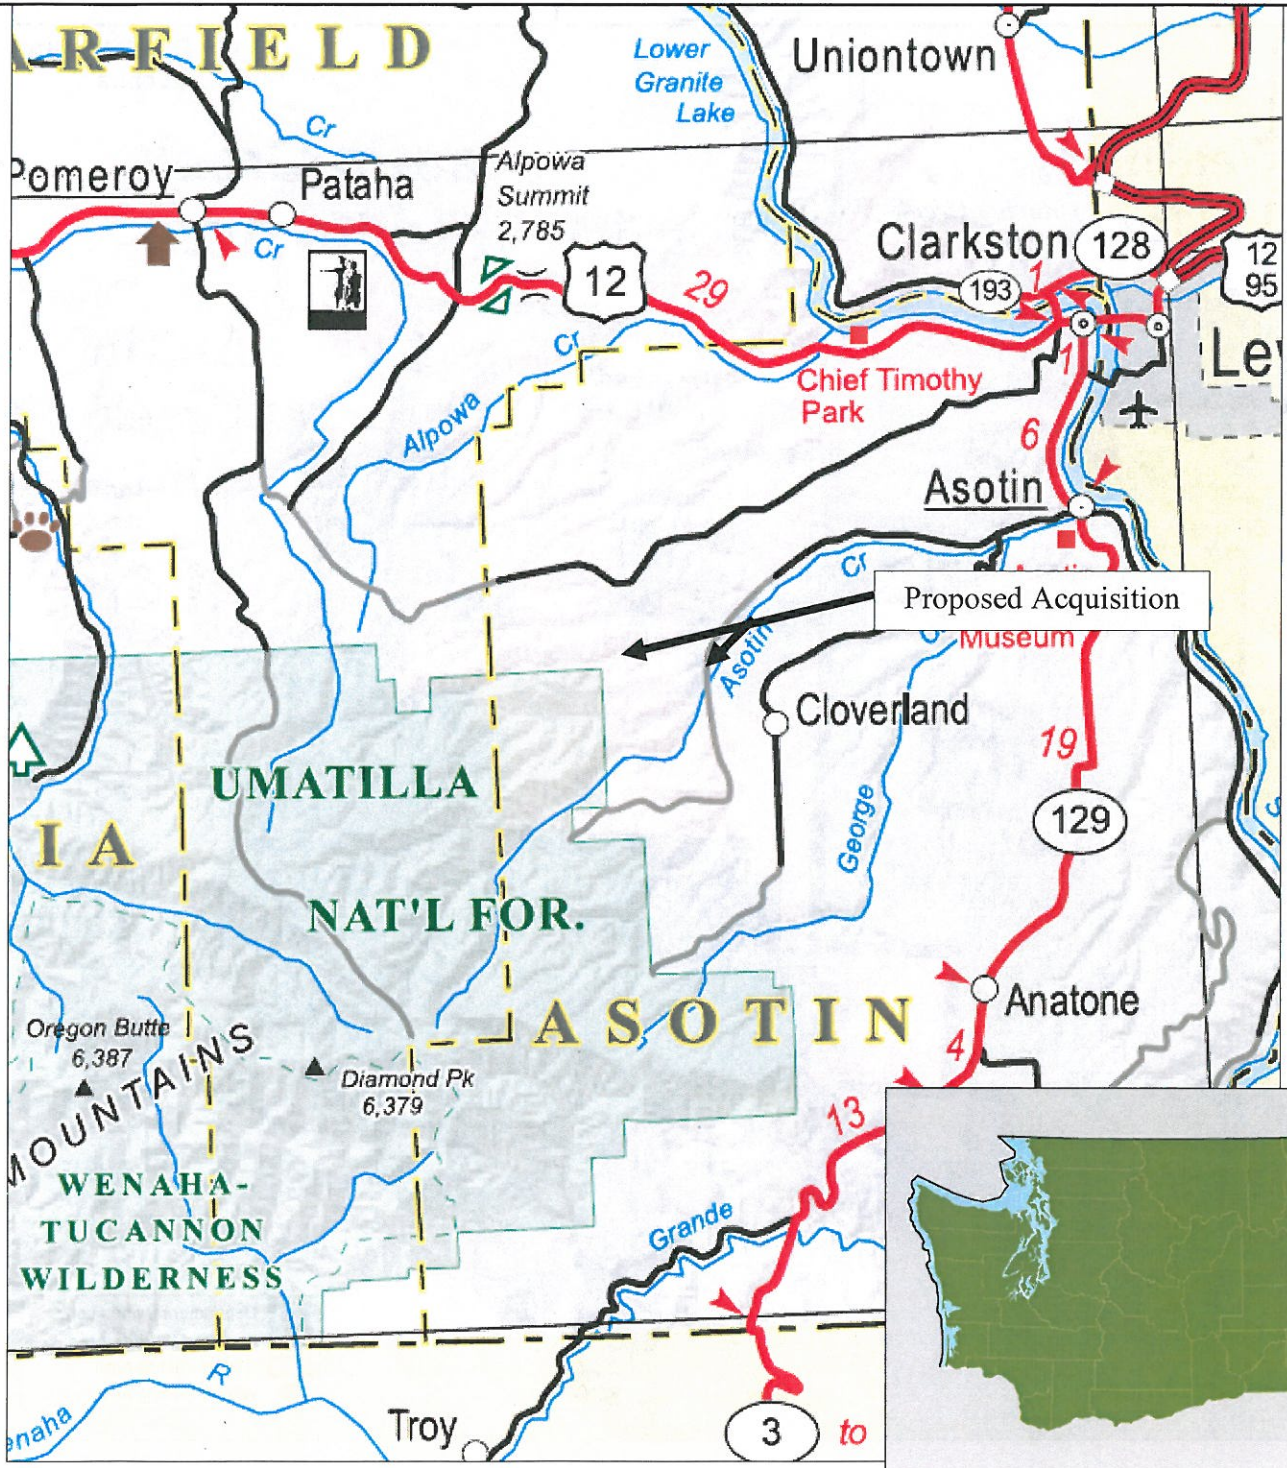 ARFIELD
Lower
Granite
Lake
Uniontown
Cr
Pomeroy
Pataha
Alpowa
Summit
2,785
Cr
12
29
Clarkston
128
193
1
12
95
Cr
Chief Timothy
Park
1
6
Alpowa
Asotin
Cr
Proposed Acquisition
Museum
Asotin
Cloverland
19
UMATILLA
129
George
IA
NAT'L FOR.
ASOTIN
Anatone
Oregon Butte
6,387
4
MOUNTAINS
Diamond Pk
6,379
13
WENAHA-
TUCANNON
WILDERNESS
Grande
R
Troy
3
to